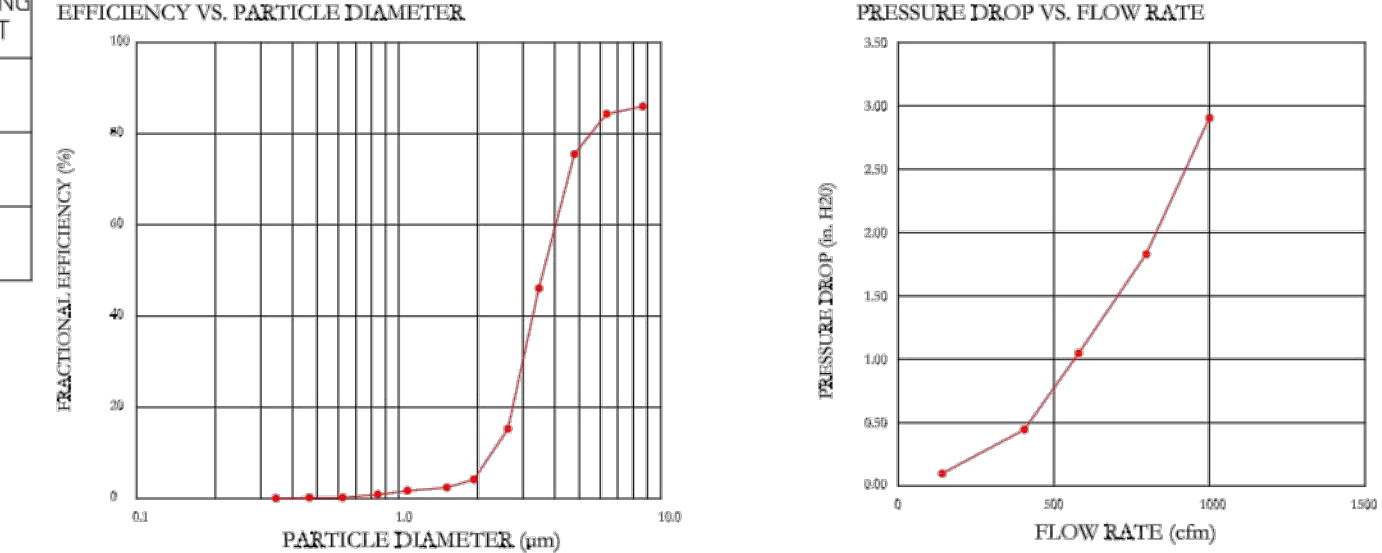 NG
T
EFFICIENCY VS. PARTICLE DIAMETER
100
80
60
40
20
0
FRACTIONAL EFFICIENCY (%)
0.1
1.0
10.0
PARTICLE DIAMETER (µm)
PRESSURE DROP VS. FLOW RATE
3.50
3.00
2.50
2.00
1.50
1.00
0.50
0.00
PRESSURE DROP (in. H20)
0
500
1000
1500
FLOW RATE (cfm)